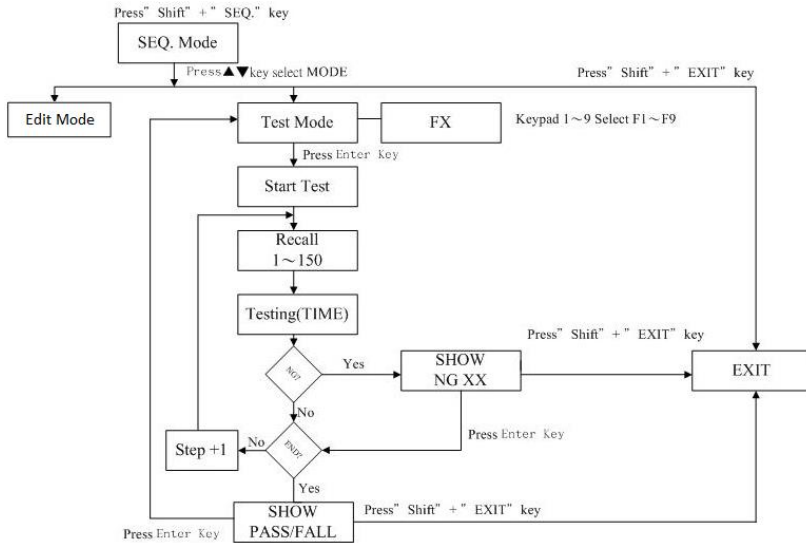 Press” Shift” + ” SEQ.” key
SEQ. Mode
Press▲▼key select MODE
Press” Shift” + ” EXIT” key
Edit Mode
Test Mode
FX
Keypad 1～9 Select F1～F9
Press Enter Key
Start Test
Recall
1～150
Testing(TIME)
Press” Shift” + ” EXIT” key
NG?
Yes
SHOW
NG XX
EXIT
No
Press Enter Key
Step +1
No
END?
Yes
Press Enter Key
SHOW
PASS/FALL
Press” Shift” + ” EXIT” key